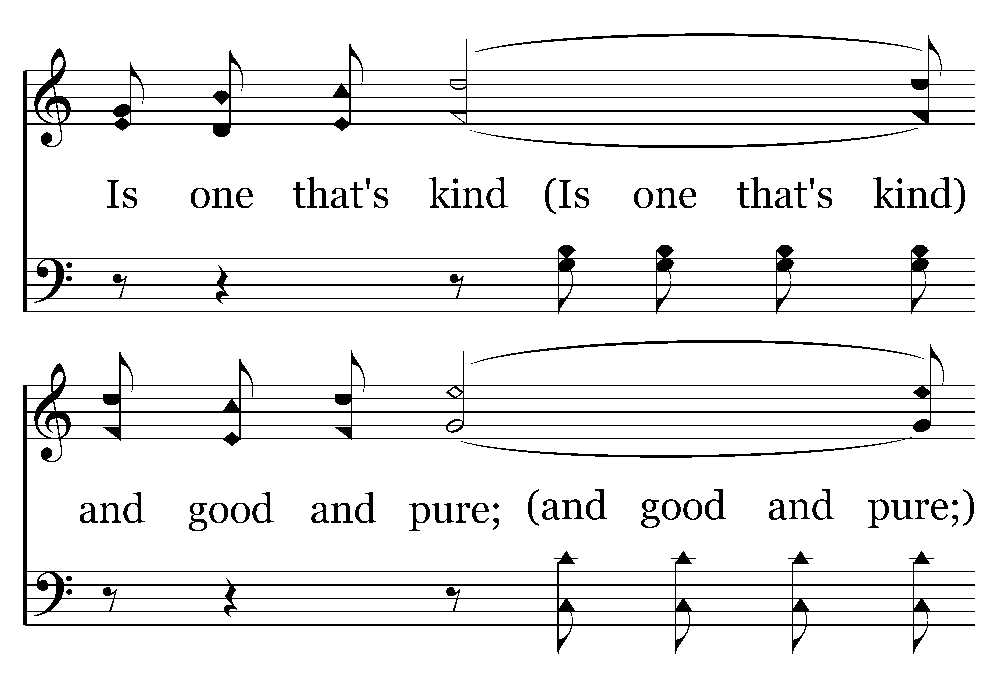 Is one that's kind (Is one that's kind)
and good and pure; (and good and pure;)